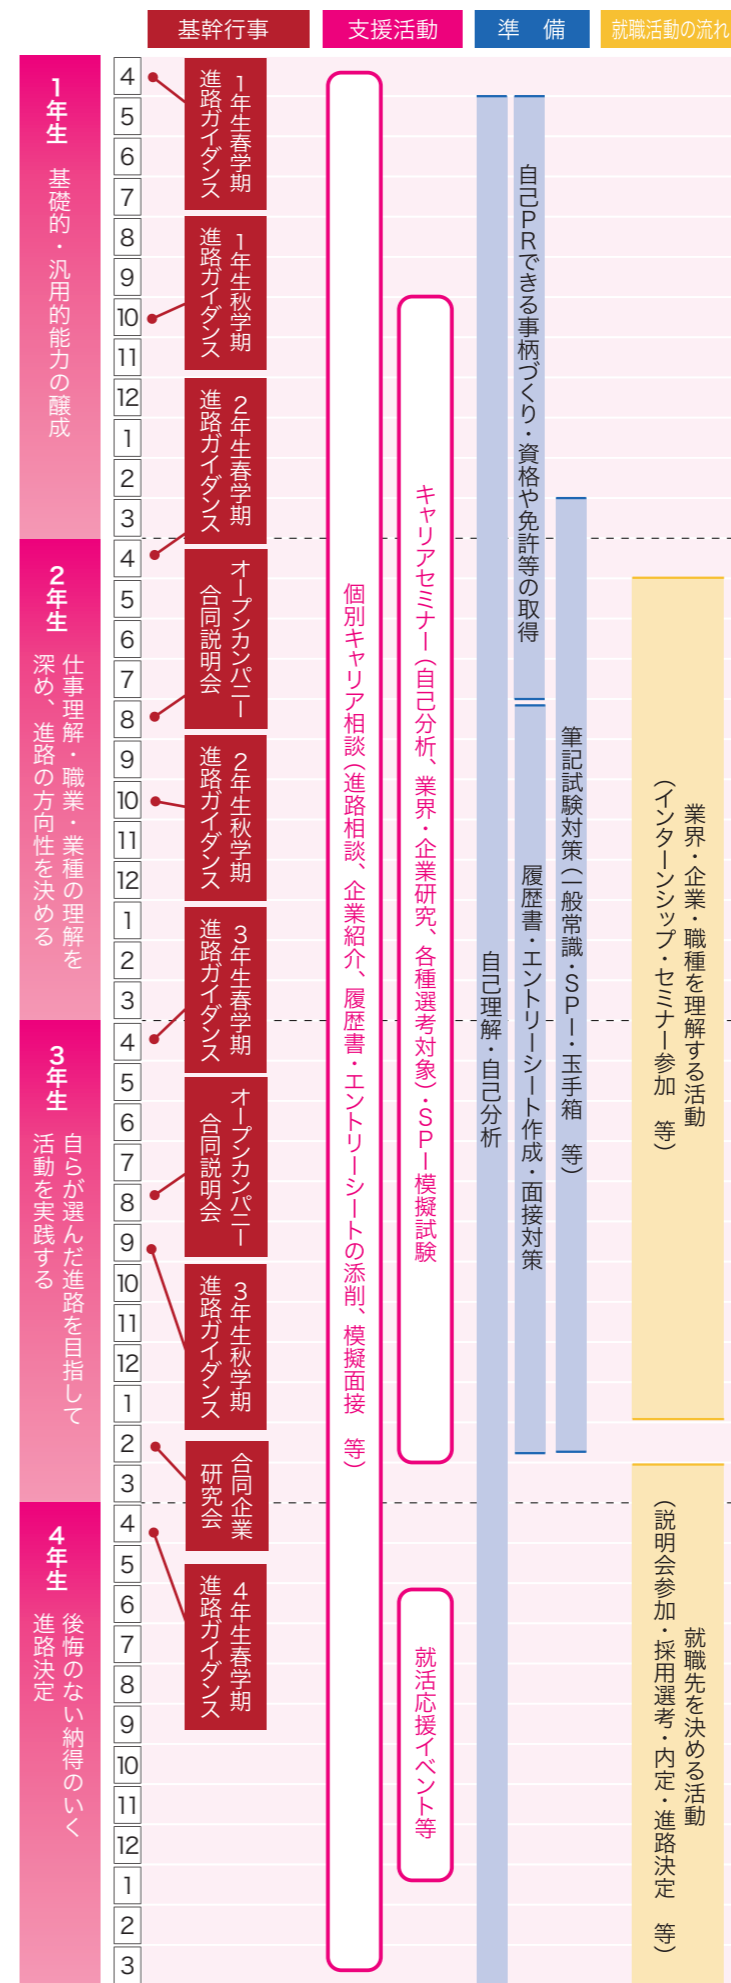 基幹行事
支援活動
準 備
就職活動の流れ
1年生
基礎的・汎用的能力の醸成
2年生
仕事理解・職業・業種の理解を
深め、進路の方向性を決める
3年生
自らが選んだ進路を目指して
活動を実践する
4年生
後悔のない納得のいく
進路決定
4
5
6
7
8
9
10
11
12
1
2
3
4
5
6
7
8
9
10
11
12
1
2
3
4
5
6
7
8
9
10
11
12
1
2
3
4
5
6
7
8
9
10
11
12
1
2
3
1年生春学期
進路ガイダンス
1年生秋学期
進路ガイダンス
2年生春学期
進路ガイダンス
オープンカンパニー
合同説明会
2年生秋学期
進路ガイダンス
3年生春学期
進路ガイダンス
オープンカンパニー
合同説明会
3年生秋学期
進路ガイダンス
合同企業
研究会
4年生春学期
進路ガイダンス
個別キャリア相談(進路相談、企業紹介、履歴書・エントリーシートの添削、模擬面接 等)
キャリアセミナー(自己分析、業界・企業研究、各種選考対象)・SPI模擬試験
就活応援イベント等
自己理解・自己分析
自己PRできる事柄づくり・資格や免許等の取得
履歴書・エントリーシート作成・面接対策
筆記試験対策(一般常識・SPI・玉手箱 等)
業界・企業・職種を理解する活動
(インターンシップ・セミナー参加 等)
就職先を決める活動
(説明会参加・採用選考・内定・進路決定 等)